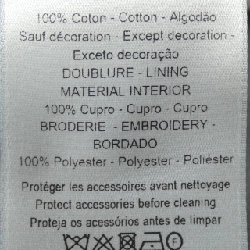 100% Coton - Cotton - Algodão
Sauf décoration - Except decoration -
Exceto decoração
DOUBLURE - LINING
MATERIAL INTERIOR
100% Cupro - Cupro - Cupro
BRODERIE - EMBROIDERY -
BORDADO
100% Polyester - Polyester - Poliéster
Protéger les accessoires avant nettoyage
Protect accessories before cleaning
Proteja os acessórios antes de limpar